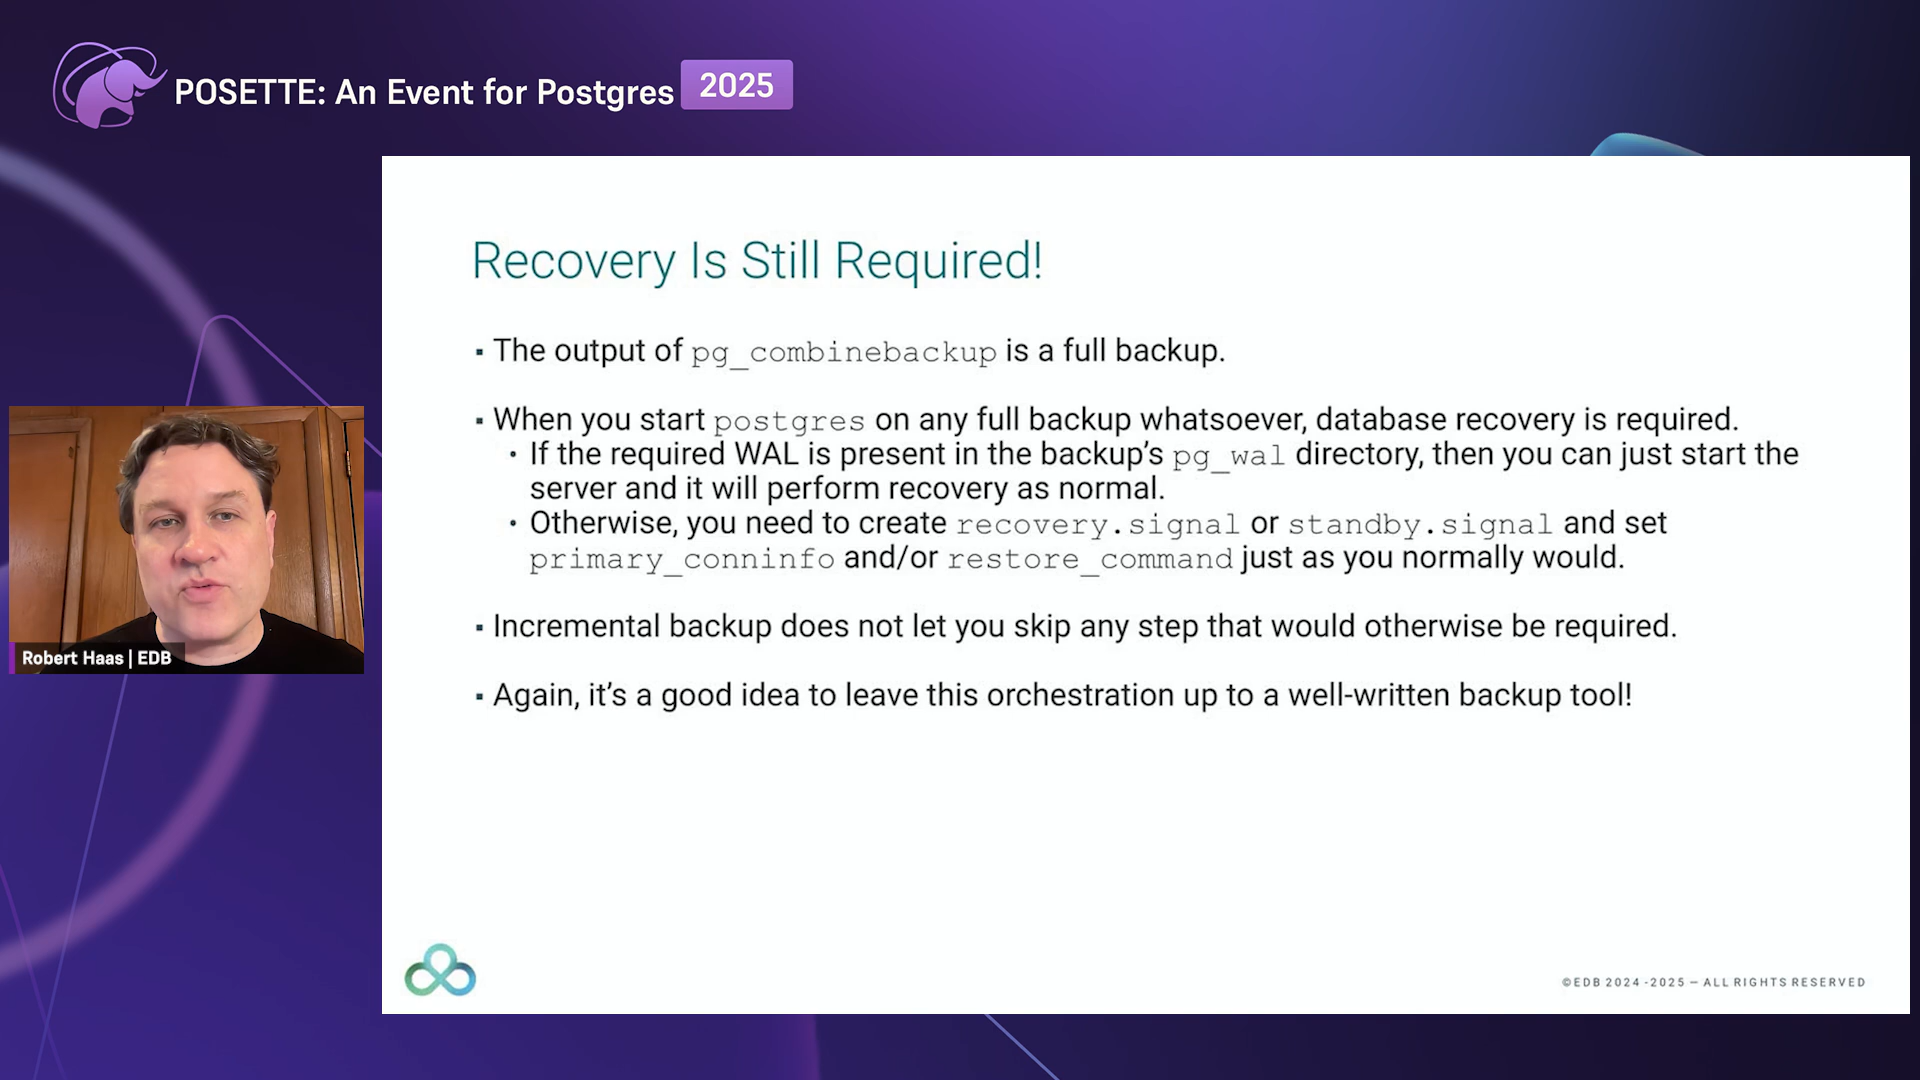 POSETTE: An Event for Postgres 2025
Recovery Is Still Required!
▪ The output of pg_combinebackup is a full backup.
▪ When you start postgres on any full backup whatsoever, database recovery is required.
• If the required WAL is present in the backup’s pg_wal directory, then you can just start the
server and it will perform recovery as normal.
• Otherwise, you need to create recovery.signal or standby.signal and set
primary_conninfo and/or restore_command just as you normally would.
▪ Incremental backup does not let you skip any step that would otherwise be required.
▪ Again, it’s a good idea to leave this orchestration up to a well-written backup tool!
Robert Haas | EDB
©EDB 2024 -2025 — ALL RIGHTS RESERVED